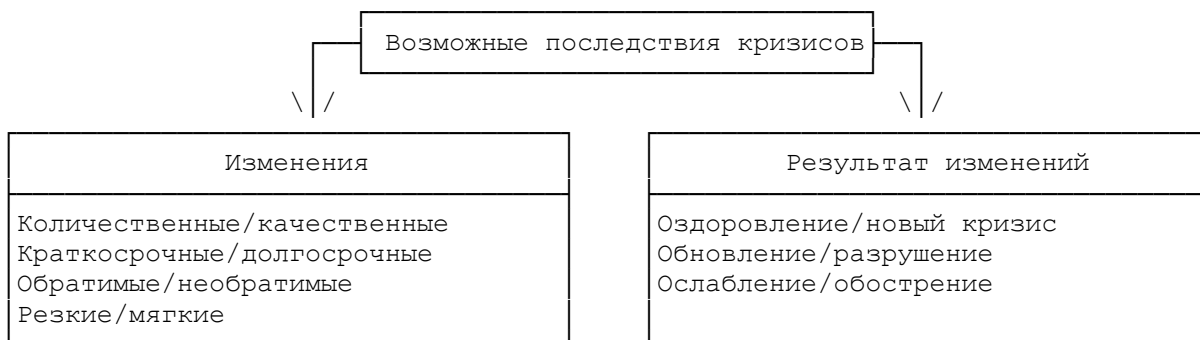 Возможные последствия кризисов
Изменения
Количественные/качественные
Краткосрочные/долгосрочные
Обратимые/необратимые
Резкие/мягкие
Результат изменений
Оздоровление/новый кризис
Обновление/разрушение
Ослабление/обострение